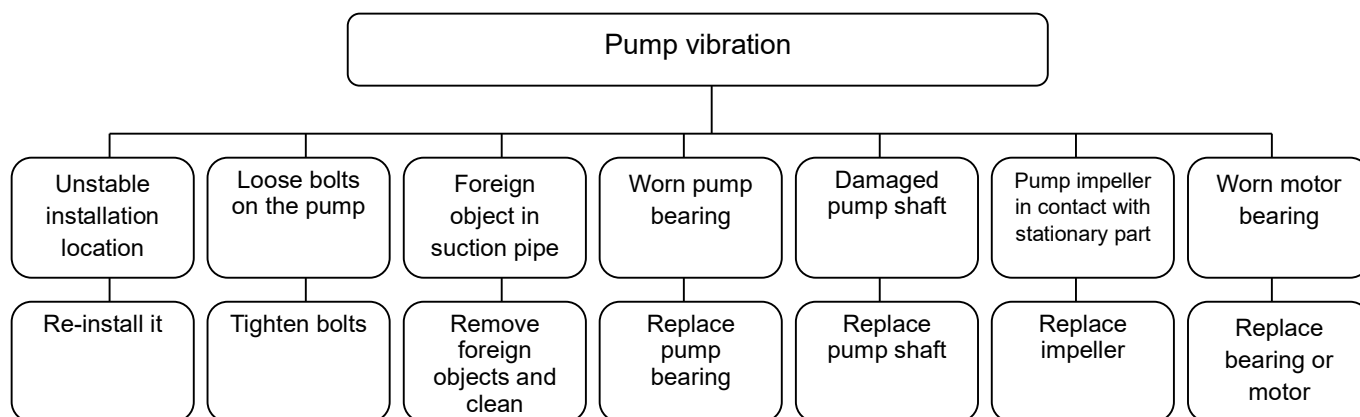 Pump vibration
Unstable
installation
location
Loose bolts
on the pump
Foreign
object in
suction pipe
Worn pump
bearing
Damaged
pump shaft
Pump impeller
in contact with
stationary part
Worn motor
bearing
Re-install it
Tighten bolts
Remove
foreign
objects and
clean
Replace
pump
bearing
Replace
pump shaft
Replace
impeller
Replace
bearing or
motor